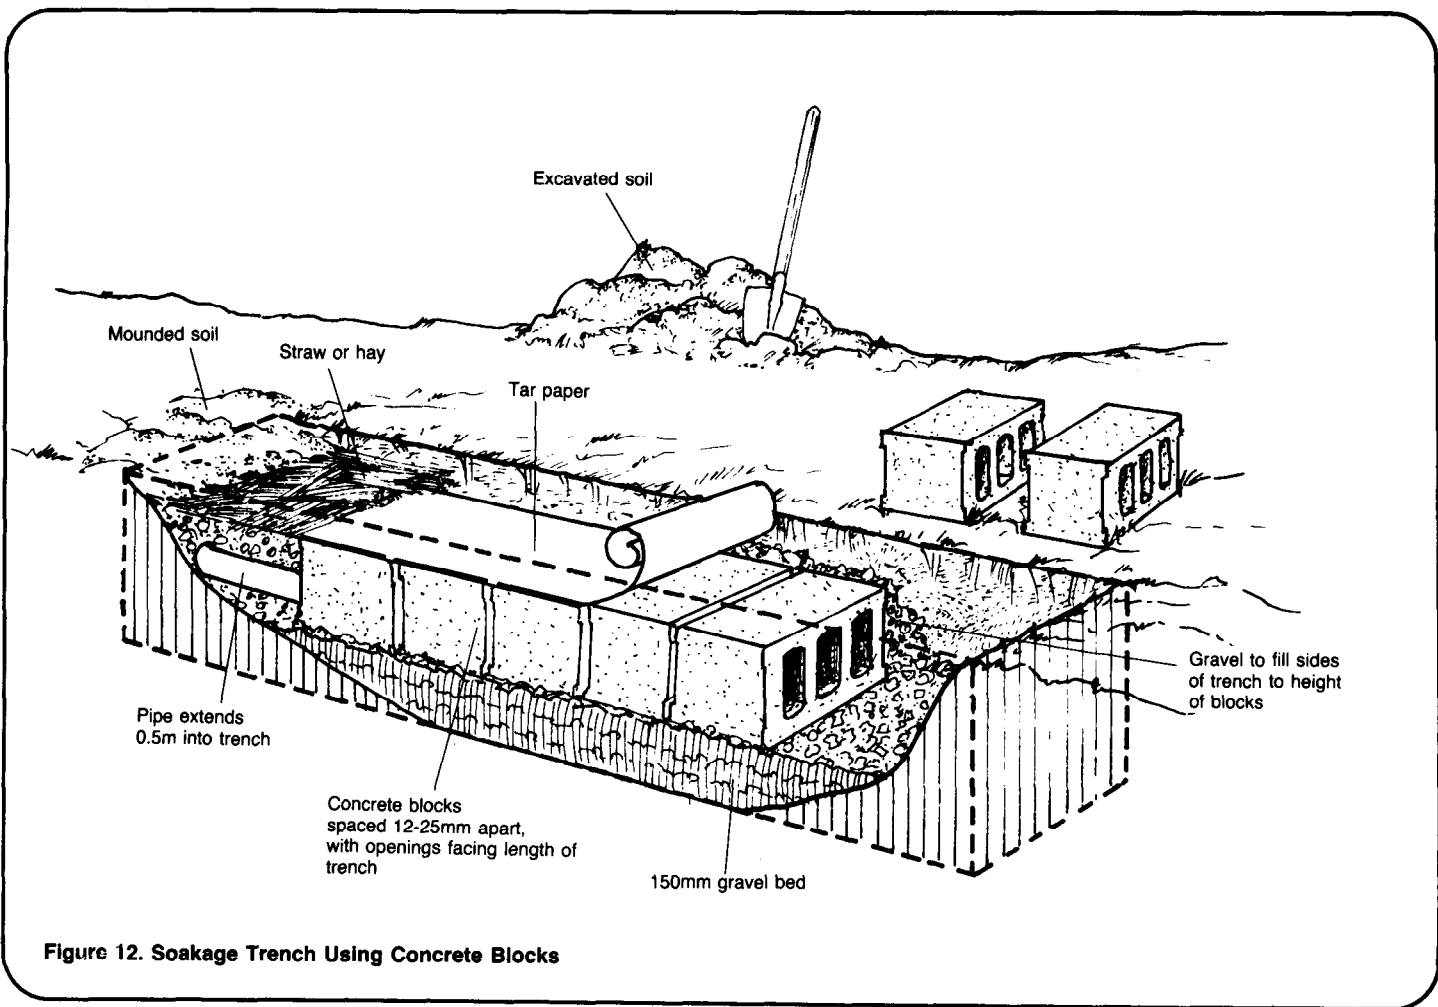 Excavated soil
Mounded soil
Straw or hay
Tar paper
Gravel to fill sides
of trench to height
of blocks
Pipe extends
0.5m into trench
Concrete blocks
spaced 12-25mm apart,
with openings facing length of
trench
150mm gravel bed
Figure 12. Soakage Trench Using Concrete Blocks